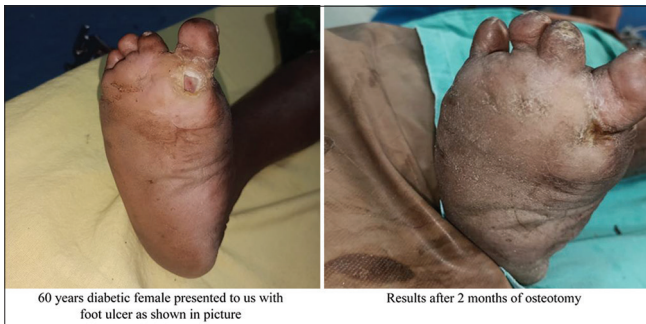 60 years diabetic female presented to us with
foot ulcer as shown in picture
Results after 2 months of osteotomy